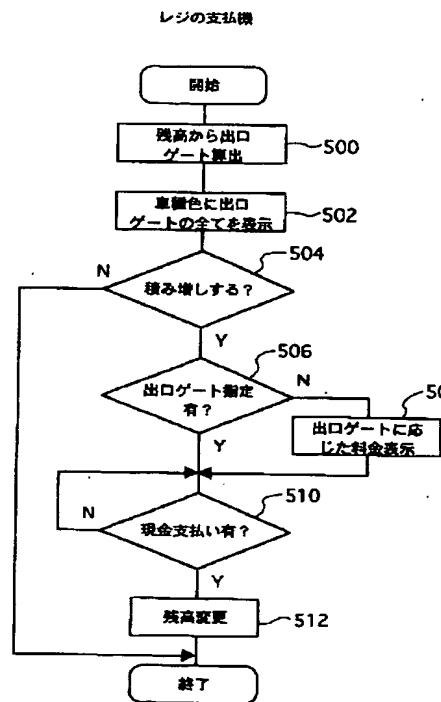 レジの支払機
開始
残高から出口
ゲート算出
500
車種色に出口
ゲートの全てを表示
502
504
N
積み増しする?
Y
506
出口ゲート指定
有?
N
Y
出口ゲートに応
じた料金表示
510
N
現金支払い有?
Y
残高変更
512
終了